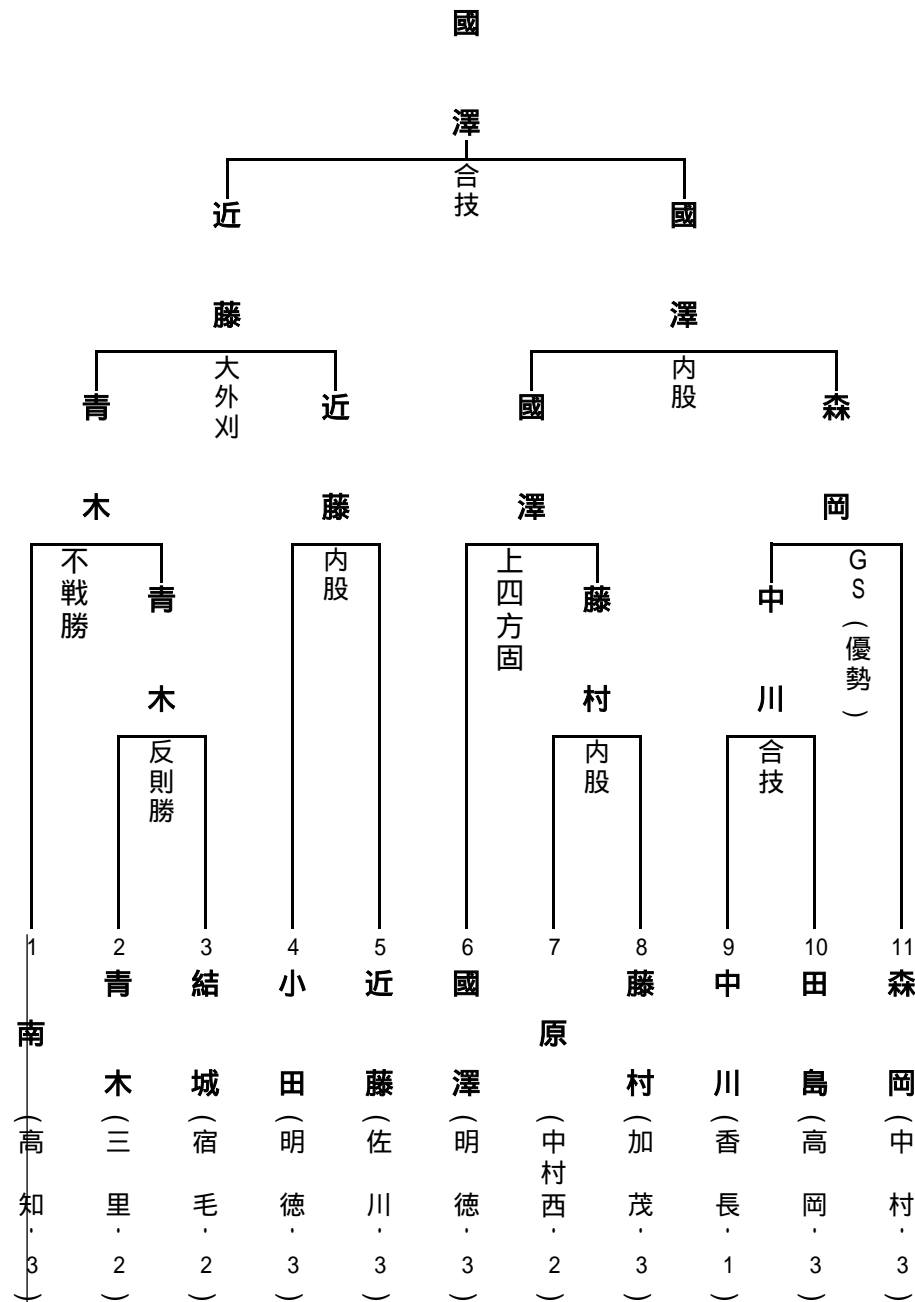 國澤
合技
近藤
國澤
大外刈
内股
青木
近藤
國澤
森岡
不戦勝
内股
上四方固
GS(優勢)
青木
藤村
中川
反則勝
内股
合技
1 南 (高知・3)
2 青木 (三里・2)
3 結城 (宿毛・2)
4 小田 (明徳・3)
5 近藤 (佐川・3)
6 國澤 (明徳・3)
7 原 (中村西・2)
8 藤村 (加茂・3)
9 中川 (香長・1)
10 田島 (高岡・3)
11 森岡 (中村・3)